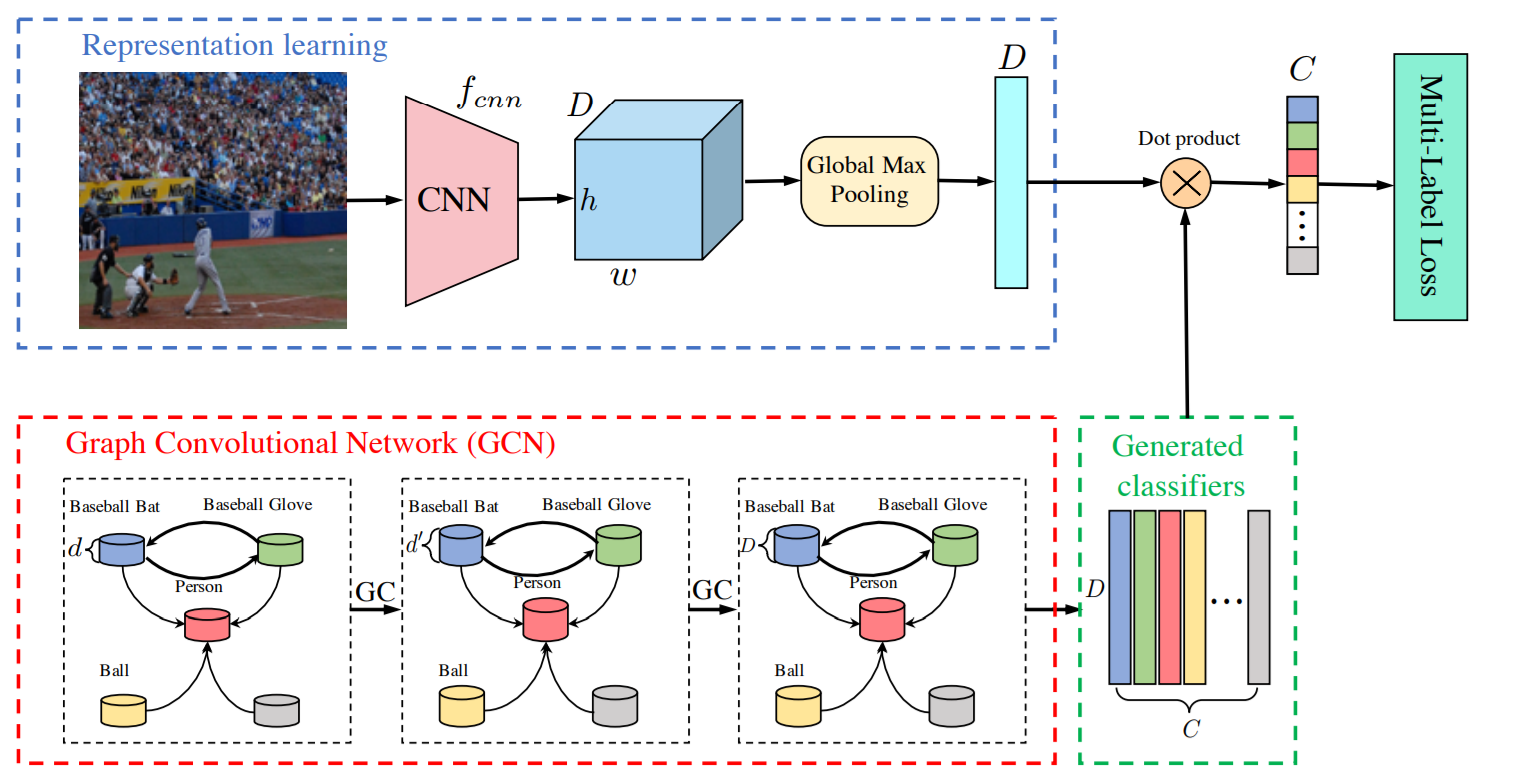 Representation learning
f_{cnn}
D
CNN
h
w
Global Max
Pooling
D
Dot product
C
Multi-Label Loss
Graph Convolutional Network (GCN)
Baseball Bat
Baseball Glove
d
Person
Ball
GC
Baseball Bat
Baseball Glove
d′
Person
Ball
GC
Baseball Bat
Baseball Glove
D
Person
Ball
Generated
classifiers
D
...
C